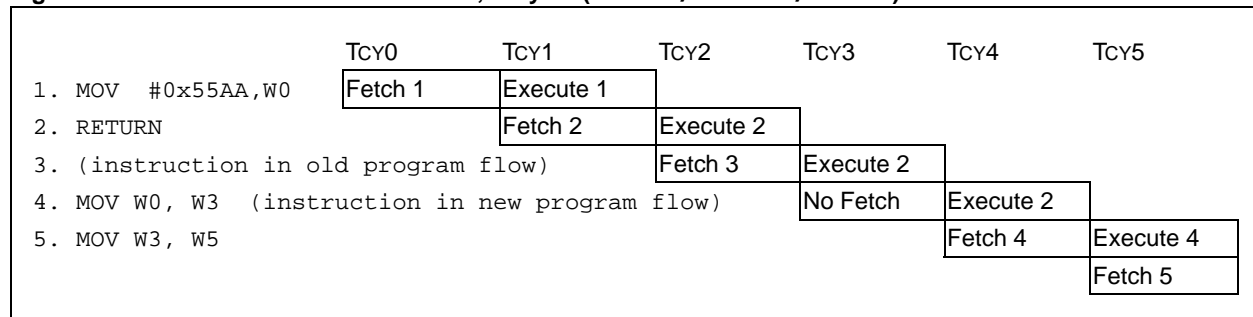 TCY0 TCY1 TCY2 TCY3 TCY4 TCY5
1. MOV #0x55AA,W0 Fetch 1 Execute 1
2. RETURN Fetch 2 Execute 2
3. (instruction in old program flow) Fetch 3 Execute 2
4. MOV W0, W3 (instruction in new program flow) No Fetch Execute 2
5. MOV W3, W5 Fetch 4 Execute 4
Fetch 5